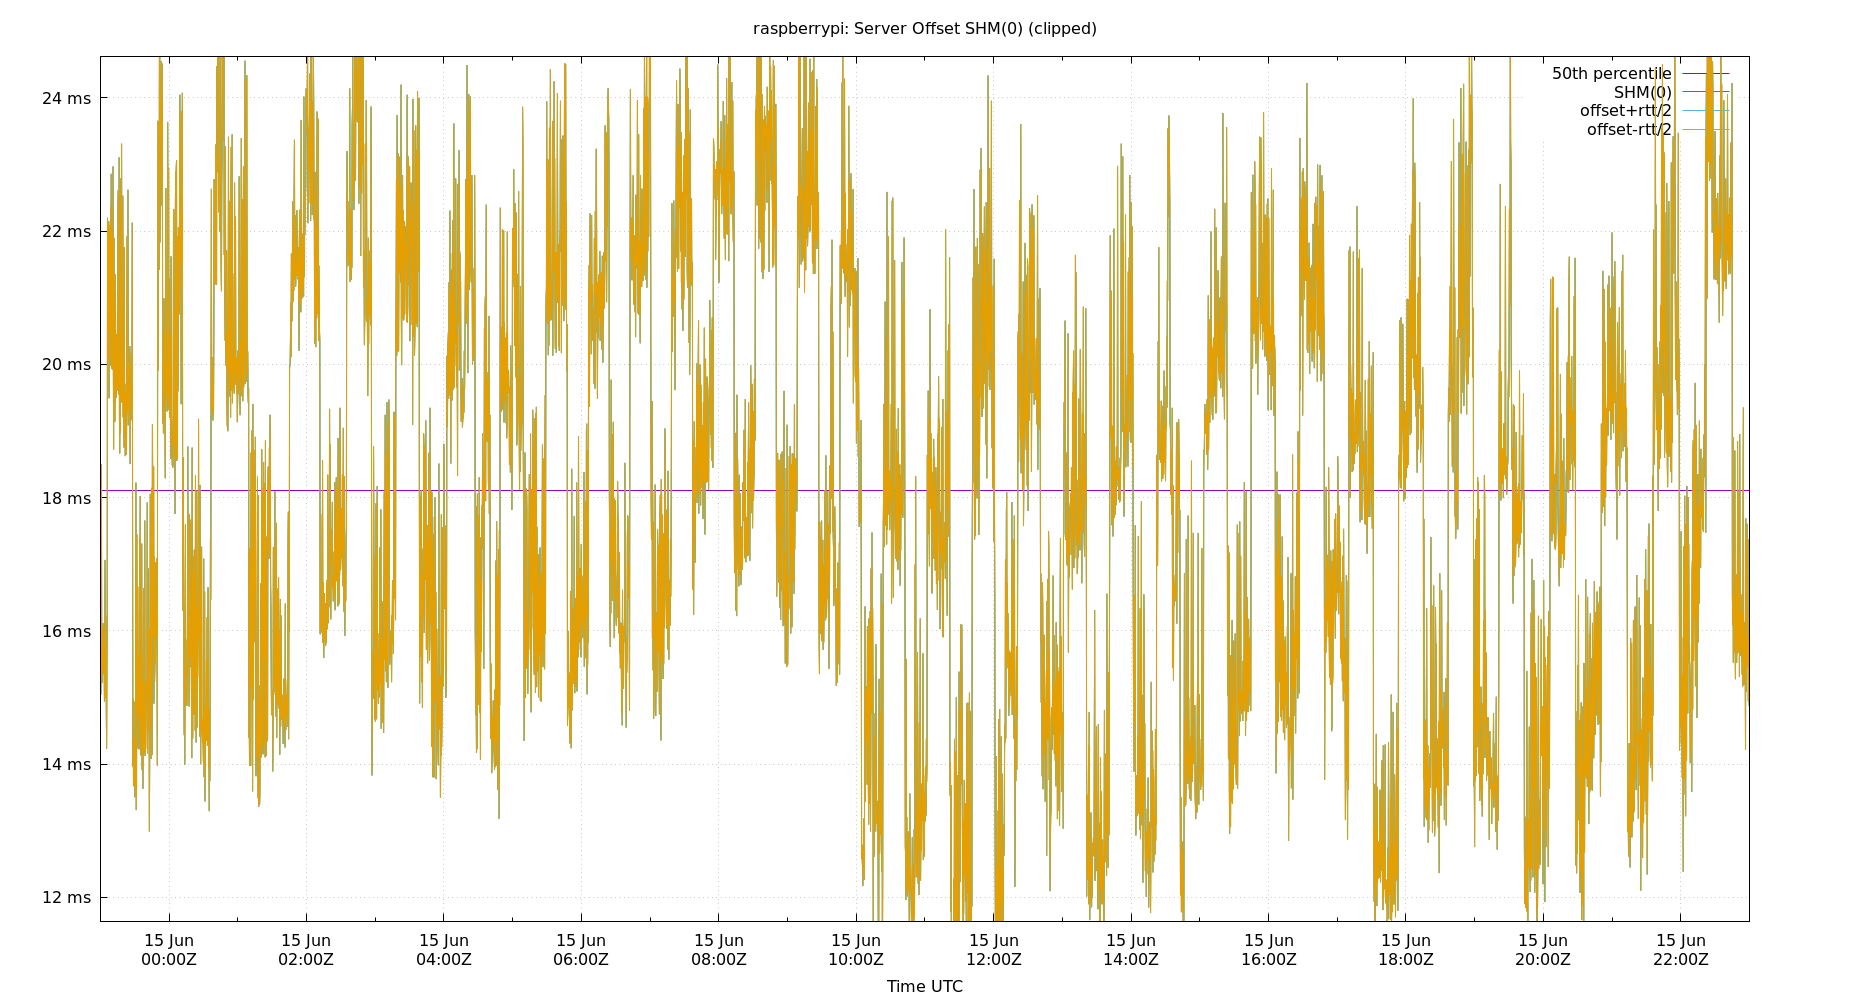 raspberrypi: Server Offset SHM(0) (clipped)
50th percentile
SHM(0)
offset+rtt/2
offset-rtt/2
24 ms
22 ms
20 ms
18 ms
16 ms
14 ms
12 ms
15 Jun 15 Jun 15 Jun 15 Jun 15 Jun 15 Jun 15 Jun 15 Jun 15 Jun 15 Jun 15 Jun 15 Jun
00:00Z 02:00Z 04:00Z 06:00Z 08:00Z 10:00Z 12:00Z 14:00Z 16:00Z 18:00Z 20:00Z 22:00Z
Time UTC